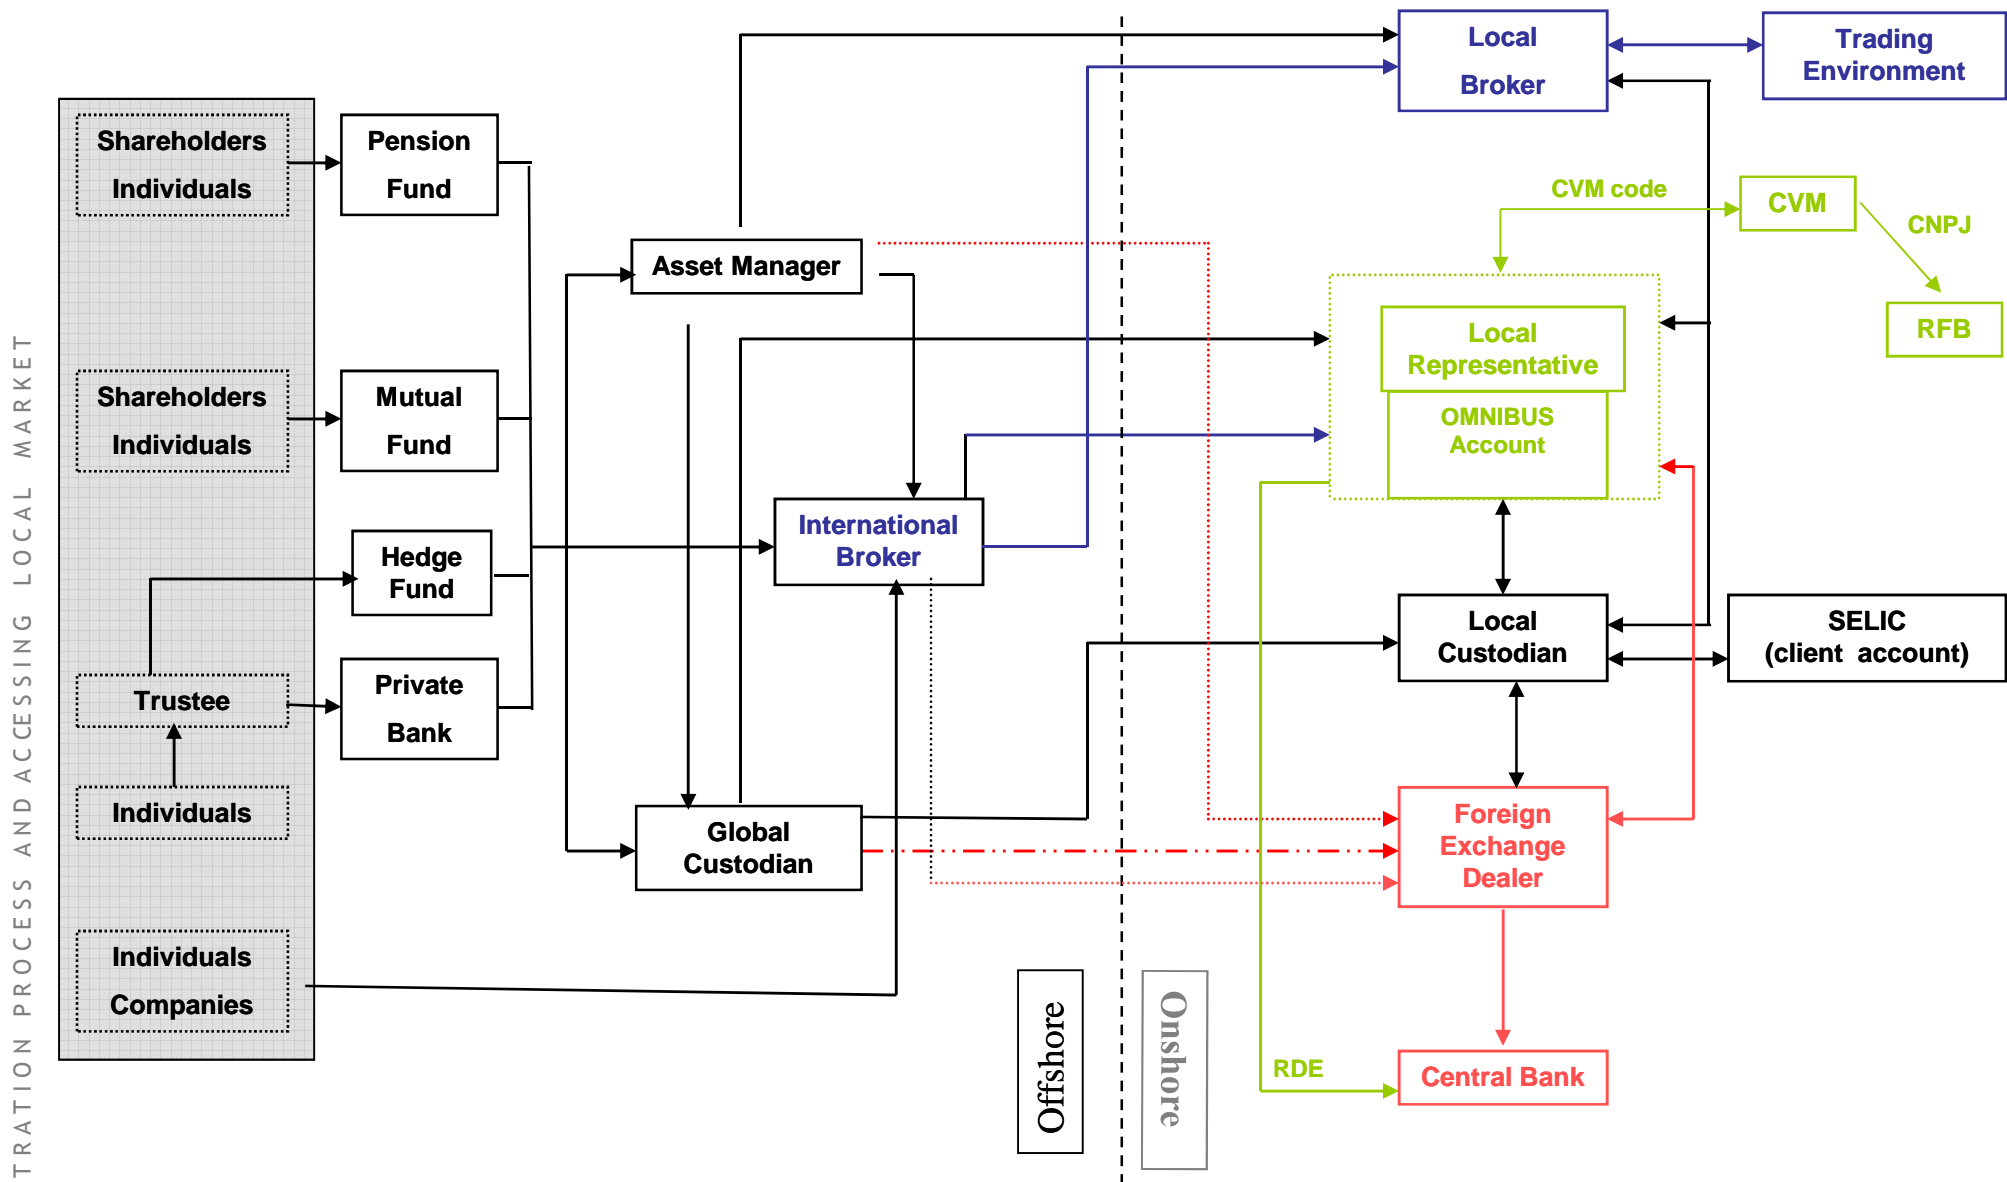 TRATION PROCESS AND ACCESSING LOCAL MARKET
Shareholders
Individuals
Pension
Fund
Shareholders
Individuals
Mutual
Fund
Hedge
Fund
Trustee
Private
Bank
Individuals
Individuals
Companies
Asset Manager
International
Broker
Global
Custodian
Offshore
Onshore
Local
Broker
Trading
Environment
CVM code
CVM
CNPJ
RFB
Local
Representative
OMNIBUS
Account
Local
Custodian
SELIC
(client account)
Foreign
Exchange
Dealer
RDE
Central Bank